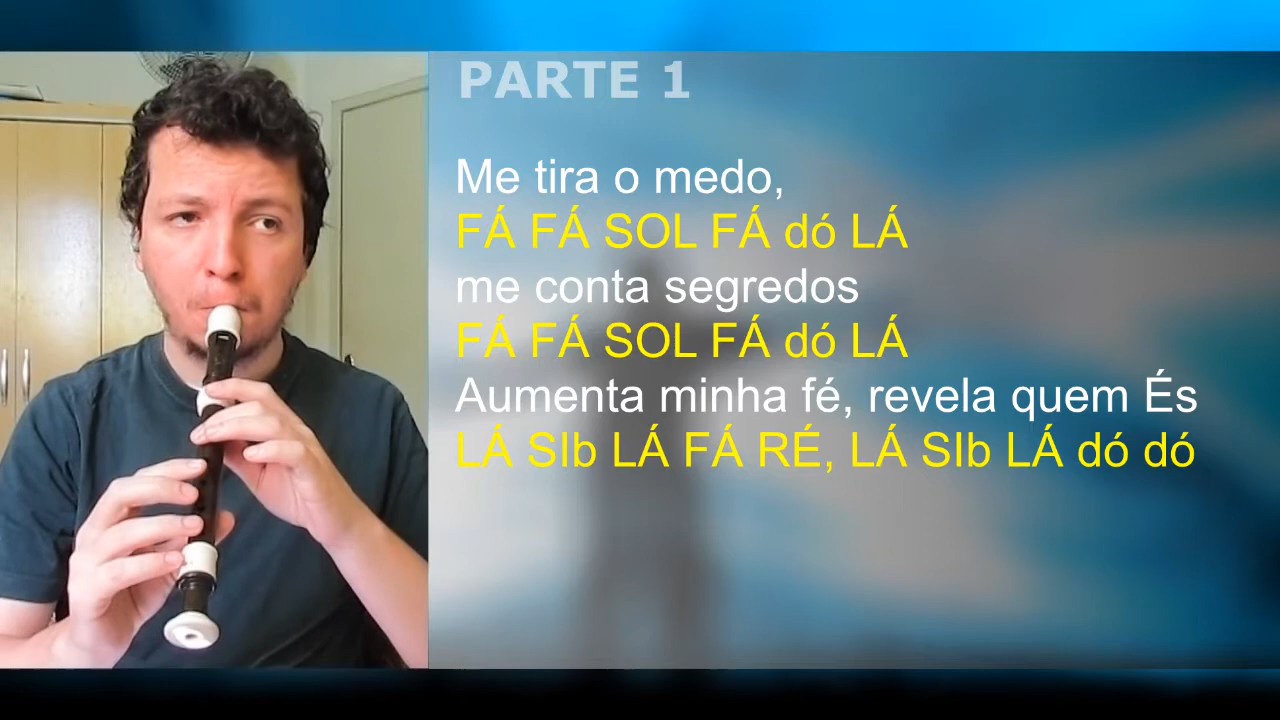 PARTE 1
Me tira o medo,
FÁ FÁ SOL FÁ dó LÁ
me conta segredos
FÁ FÁ SOL FÁ dó LÁ
Aumenta minha fé, revela quem És
LÁ SIb LÁ FÁ RÉ, LÁ SIb LÁ dó dó